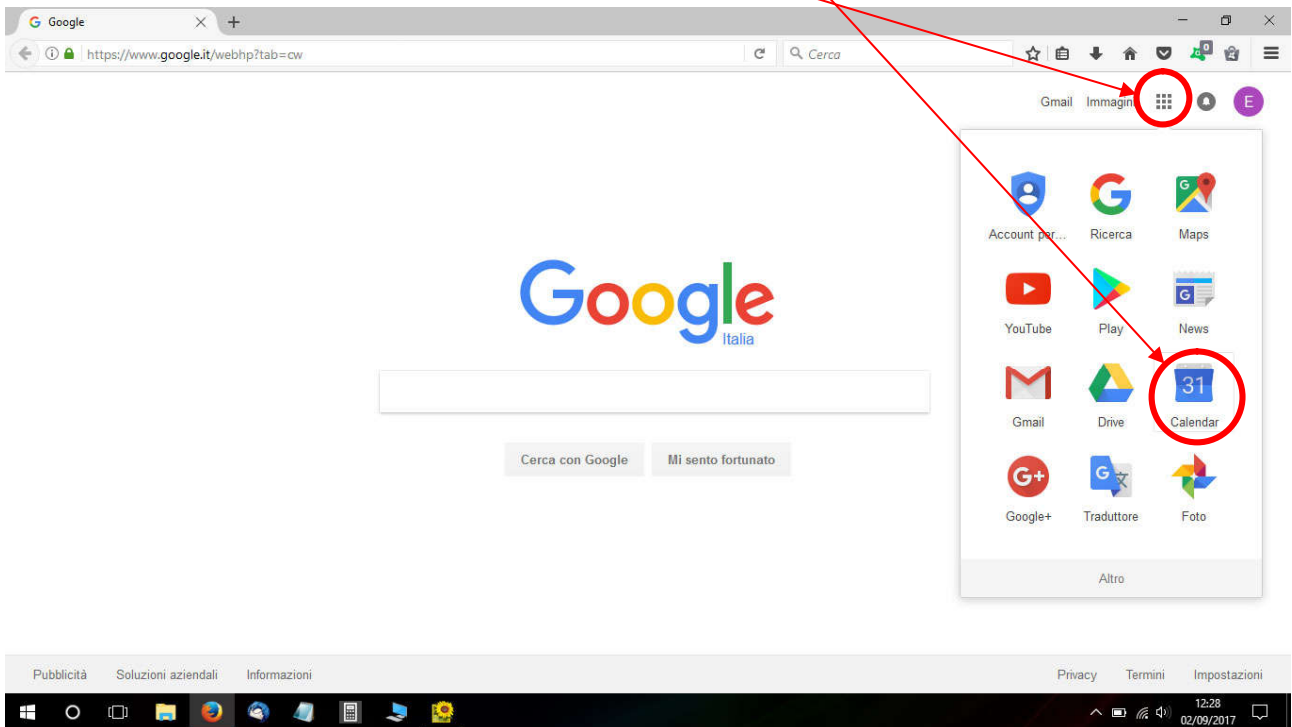 Google
https://www.google.it/webhp?tab=cw
Cerca
0
Gmail Immagin
E
Account per... Ricerca Maps
YouTube Play News
31
Gmail Drive Calendar
G+
Google+ Traduttore Foto
Altro
Google
Italia
Cerca con Google Mi sento fortunato
Pubblicità Soluzioni aziendali Informazioni
Privacy Termini Impostazioni
12:28
02/09/2017